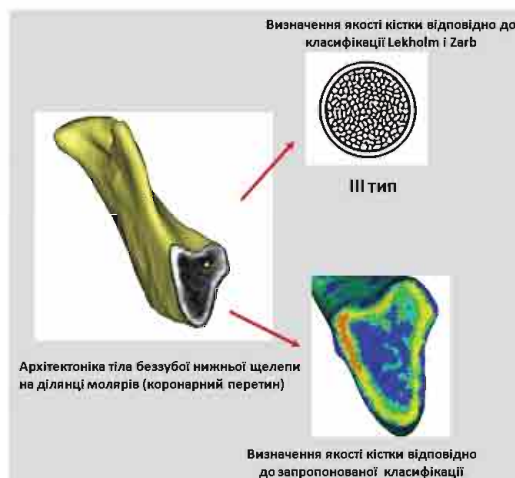 Визначення якості кістки відповідно до
класифікації Lekholm і Zarb
ІІІ тип
Архітектоніка тіла беззубої нижньої щелепи
на ділянці молярів (коронарний перетин)
Визначення якості кістки відповідно
до запропонованої класифікації